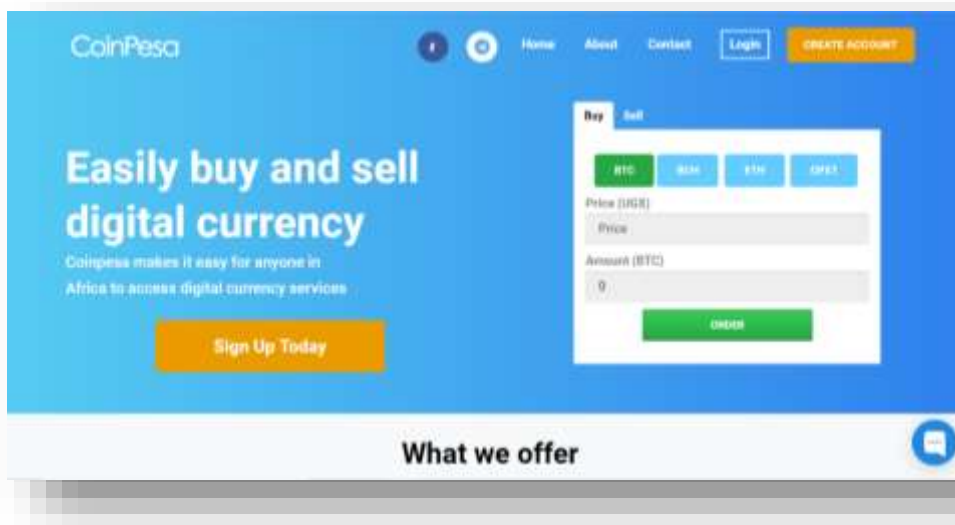 CoinPesa
Home About Contact Login CREATE ACCOUNT
Buy Sell
Easily buy and sell
digital currency
Coinpesa makes it easy for anyone in
Africa to access digital currency services
Sign Up Today
BTC BCH ETH
Price (UGX)
Price
Amount (BTC)
0
ORDER
What we offer